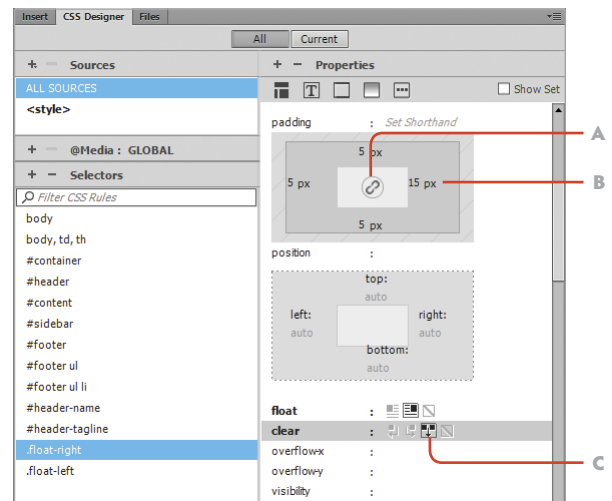 Insert CSS Designer Files
All Current
+ − Sources
ALL SOURCES
<style>
+ − @Media : GLOBAL
+ − Selectors
Filter CSS Rules
body
body, td, th
#container
#header
#content
#sidebar
#footer
#footer ul
#footer ul li
#header-name
#header-tagline
.float-right
.float-left
+ − Properties
T Show Set
padding : Set Shorthand
5 px
5 px 15 px
5 px
position :
top:
auto
left: right:
auto auto
bottom:
auto
float :
clear :
overflow-x :
overflow-y :
visibility :
A
B
C